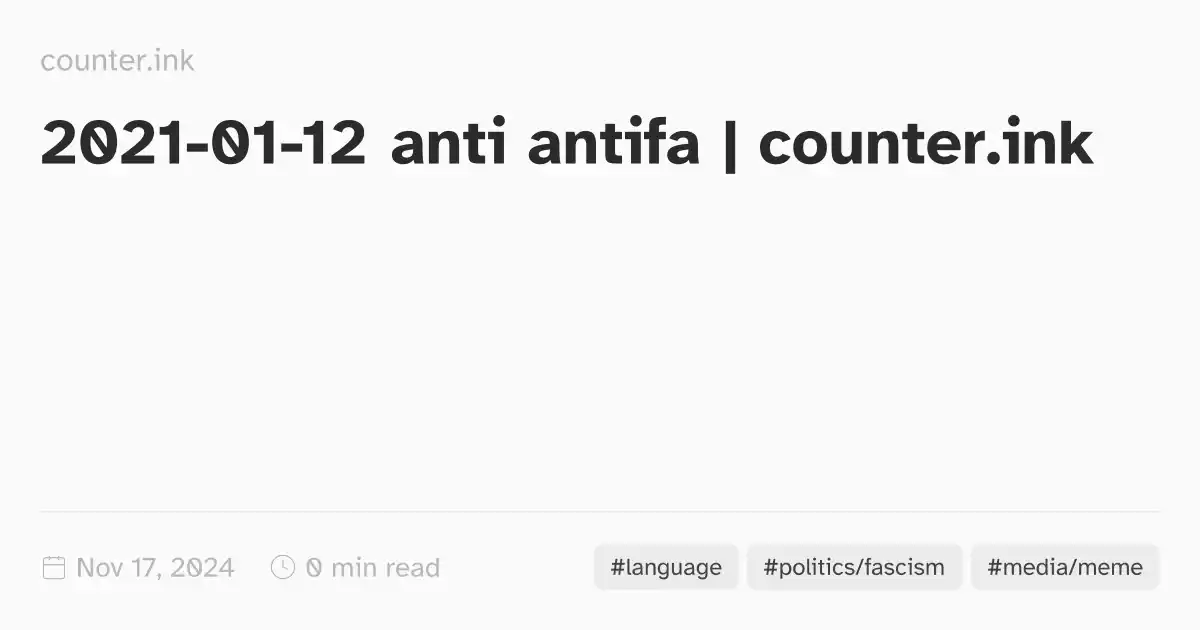 counter.ink
2021-01-12 anti antifa | counter.ink
Nov 17, 2024 0 min read #language #politics/fascism #media/meme